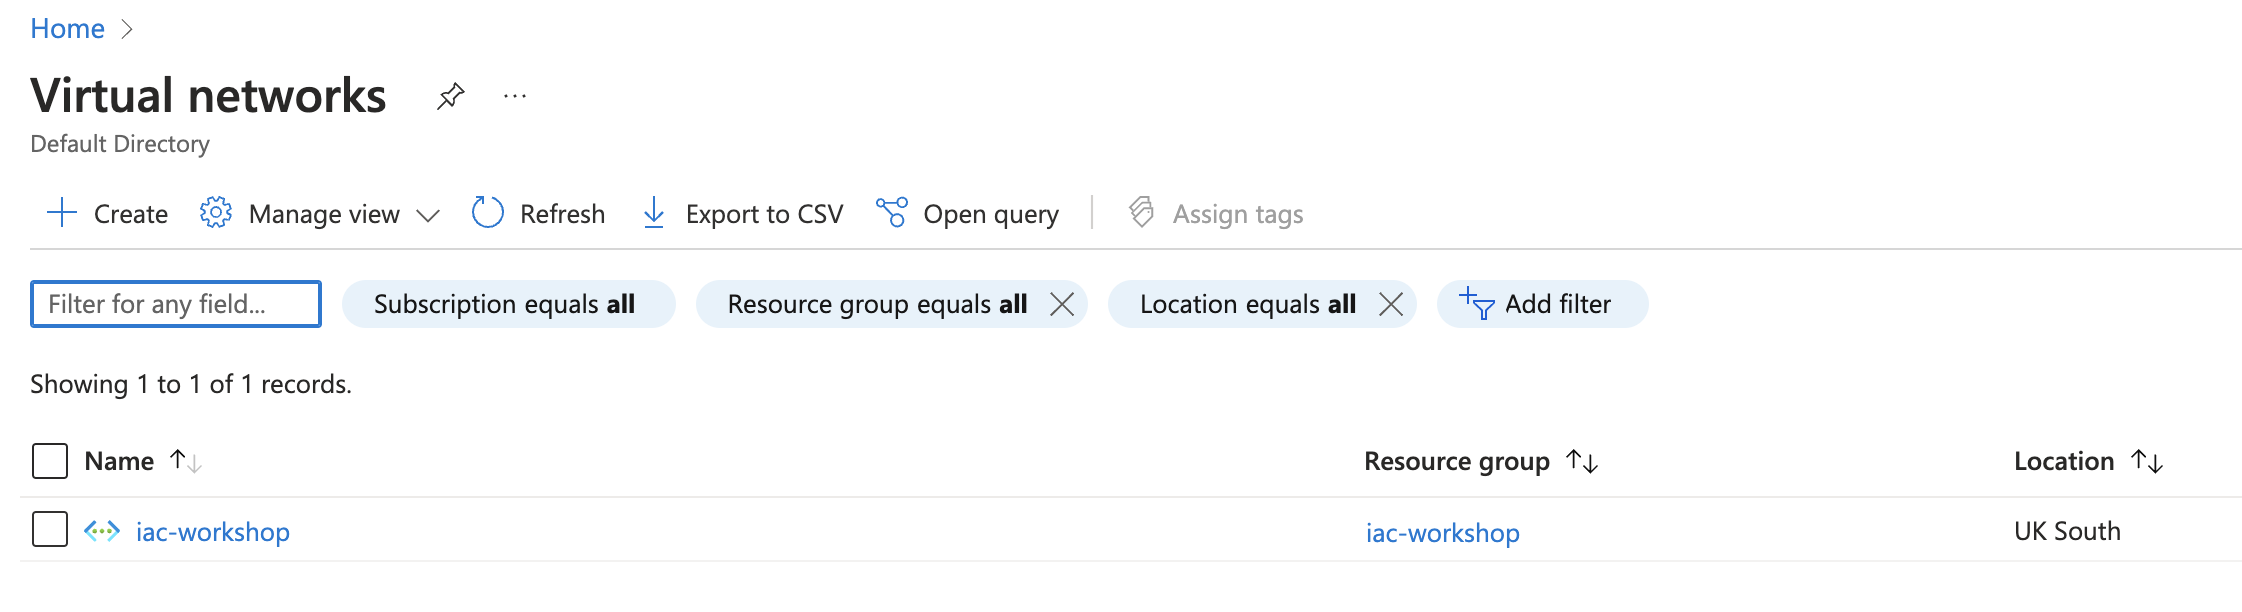 Home
Virtual networks
Default Directory
Create Manage view Refresh Export to CSV Open query Assign tags
Filter for any field... Subscription equals all Resource group equals all Location equals all Add filter
Showing 1 to 1 of 1 records.
Name Resource group Location
iac-workshop iac-workshop UK South